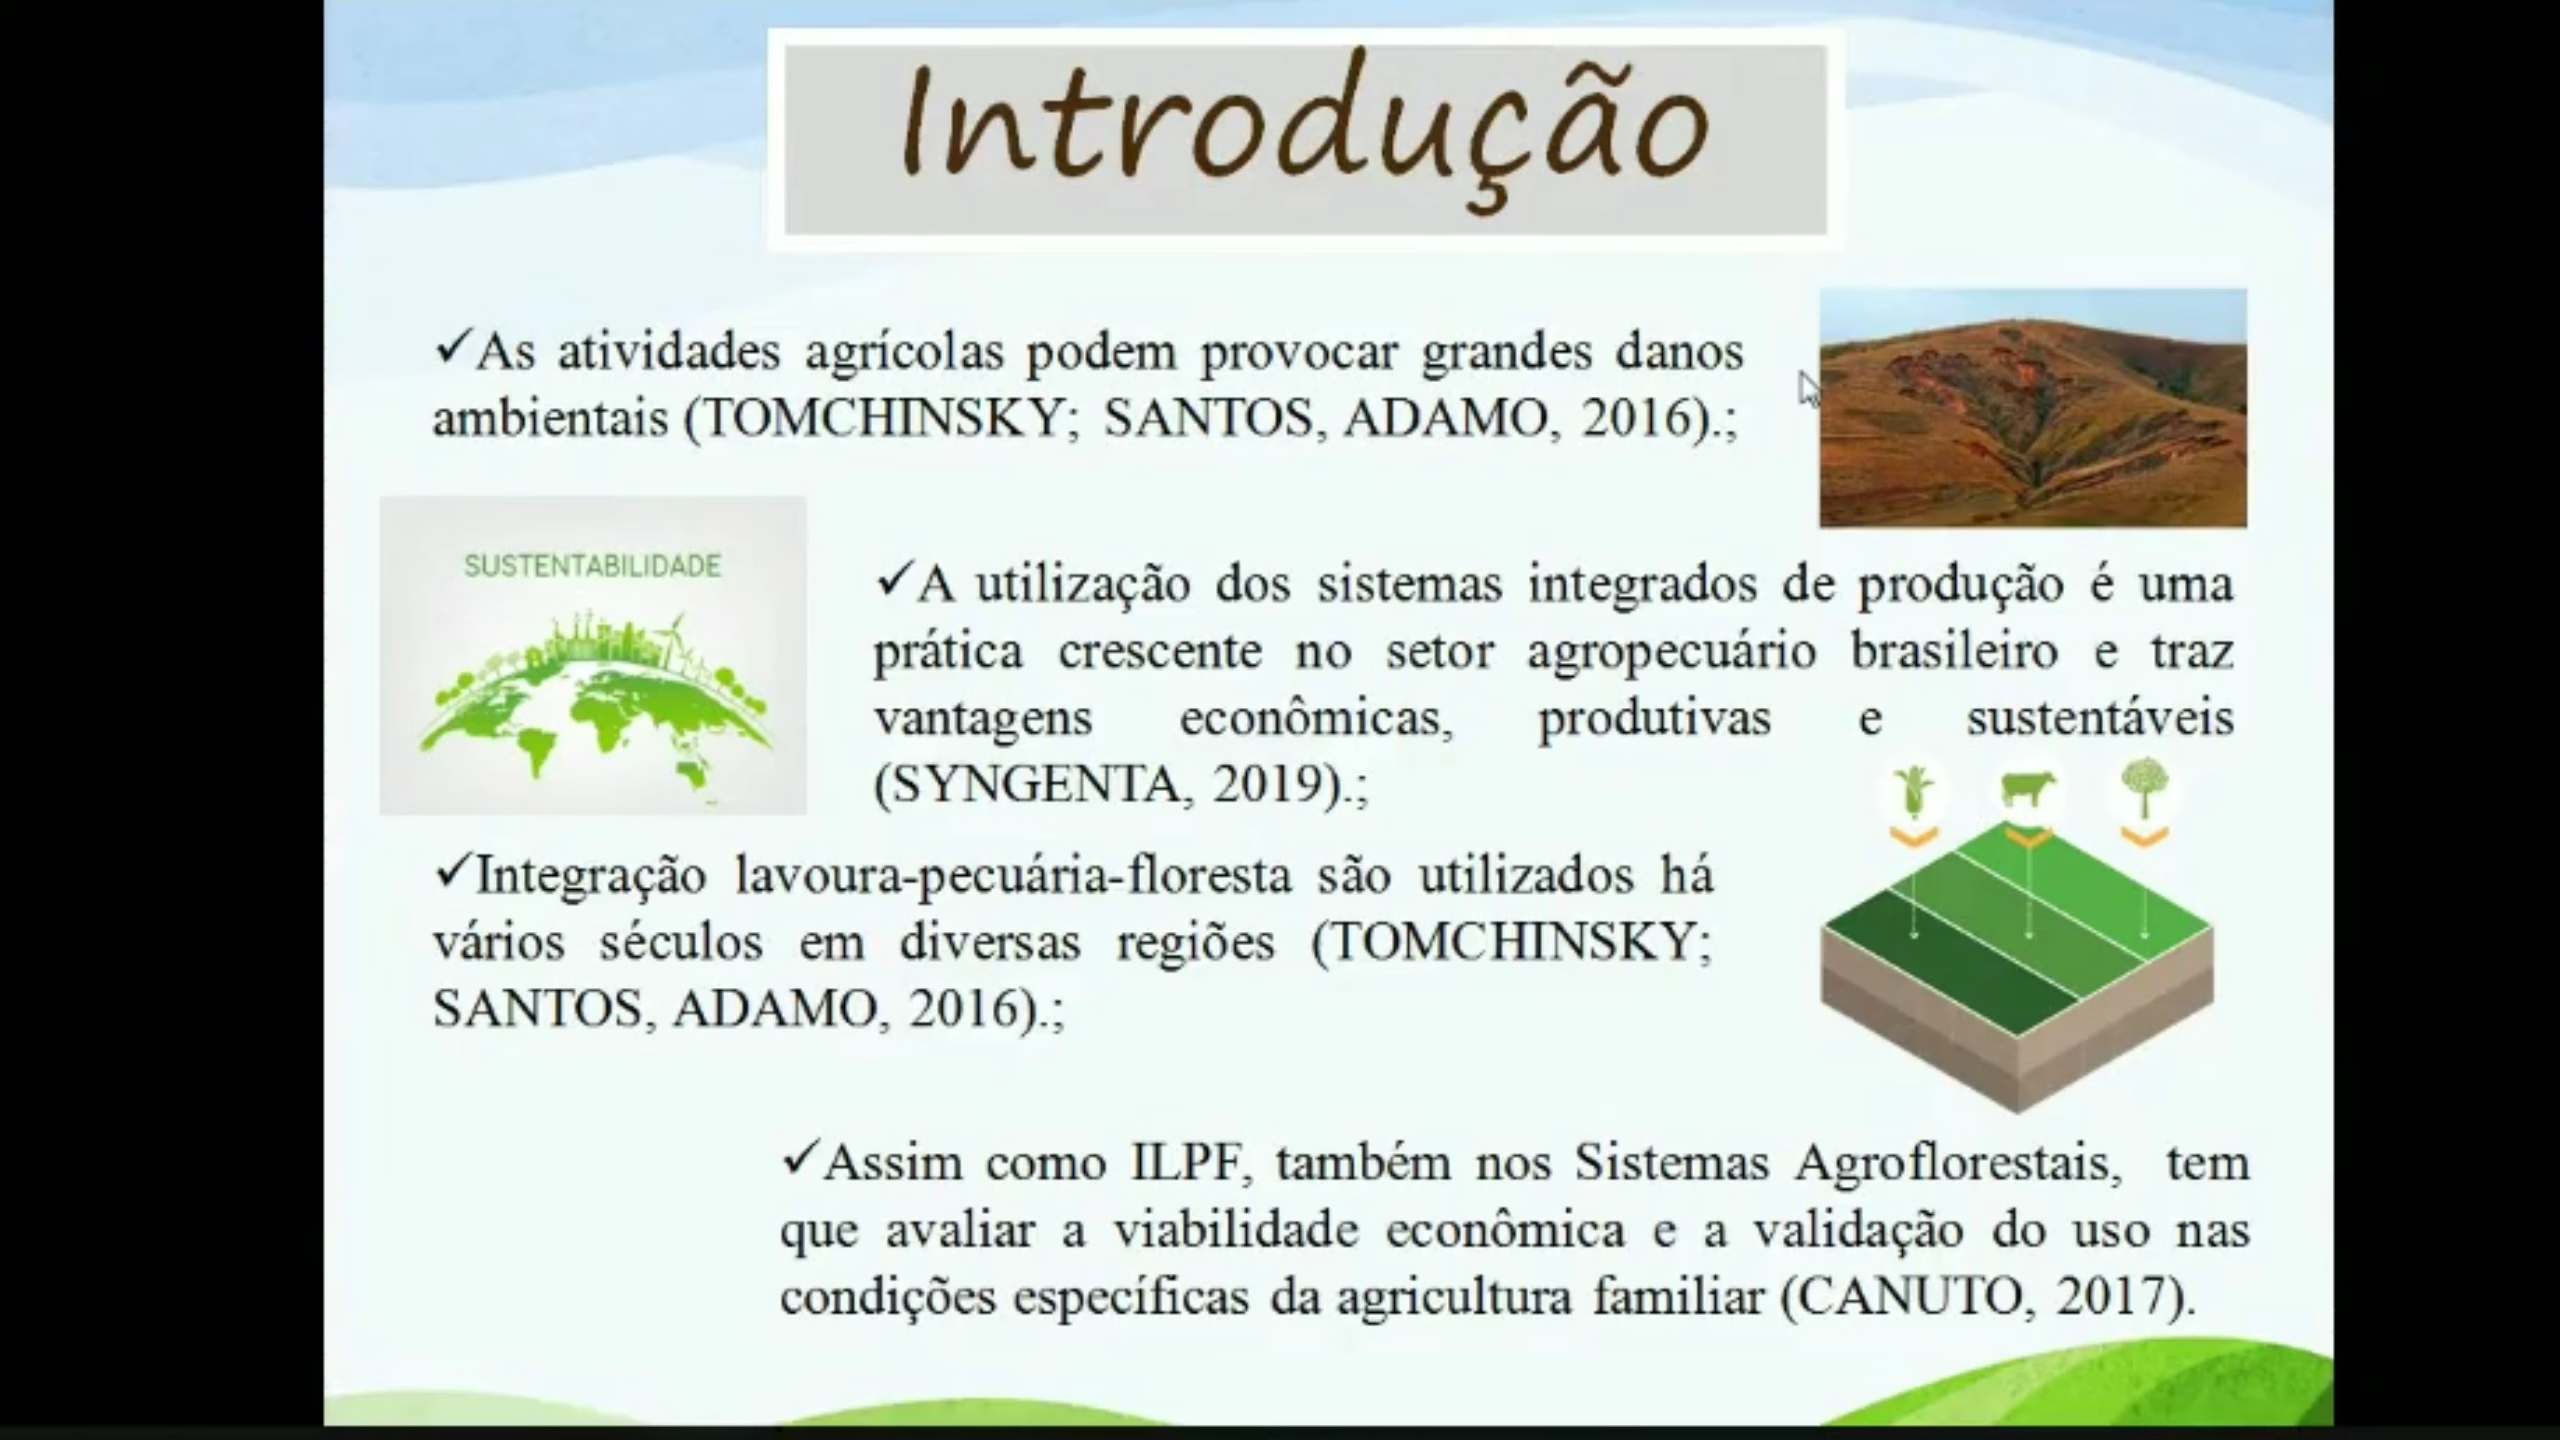 Introdução
✓As atividades agrícolas podem provocar grandes danos
ambientais (TOMCHINSKY; SANTOS, ADAMO, 2016).;
SUSTENTABILIDADE
✓A utilização dos sistemas integrados de produção é uma
prática crescente no setor agropecuário brasileiro e traz
vantagens econômicas, produtivas e sustentáveis
(SYNGENTA, 2019).;
✓Integração lavoura-pecuária-floresta são utilizados há
vários séculos em diversas regiões (TOMCHINSKY;
SANTOS, ADAMO, 2016).;
✓Assim como ILPF, também nos Sistemas Agroflorestais, tem
que avaliar a viabilidade econômica e a validação do uso nas
condições específicas da agricultura familiar (CANUTO, 2017).